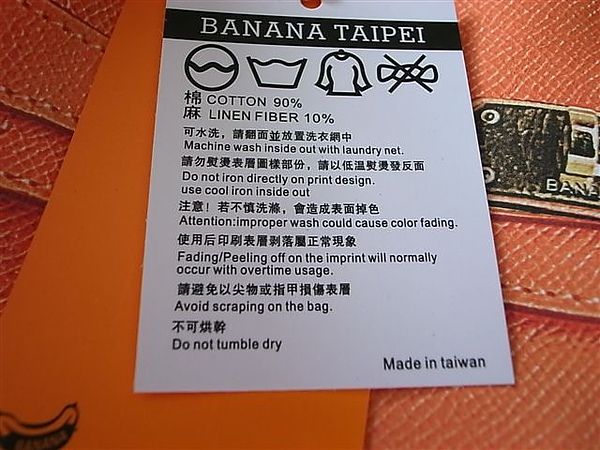 BANANA TAIPEI
棉 COTTON 90%
麻 LINEN FIBER 10%
可水洗，請翻面並放置洗衣網中
Machine wash inside out with laundry net.
請勿熨燙表層圖樣部份，請以低溫熨燙發反面
Do not iron directly on print design.
use cool iron inside out
注意！若不慎洗滌，會造成表面掉色
Attention:improper wash could cause color fading.
使用后印刷表層剥落屬正常現象
Fading/Peeling off on the imprint will normally
occur with overtime usage.
請避免以尖物或指甲損傷表層
Avoid scraping on the bag.
不可烘幹
Do not tumble dry
Made in taiwan
BANANA
BANA